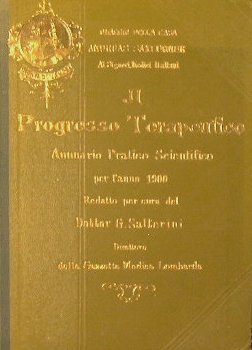 DELLA CASA
Ai Signori Medici Italiani
Il
Progresso Terapeutico
Annuario Pratico Scientifico
per l'anno 1900
Redatto per cura del
Dottor G.
Direttore
della Gazzetta Medica Lombarda